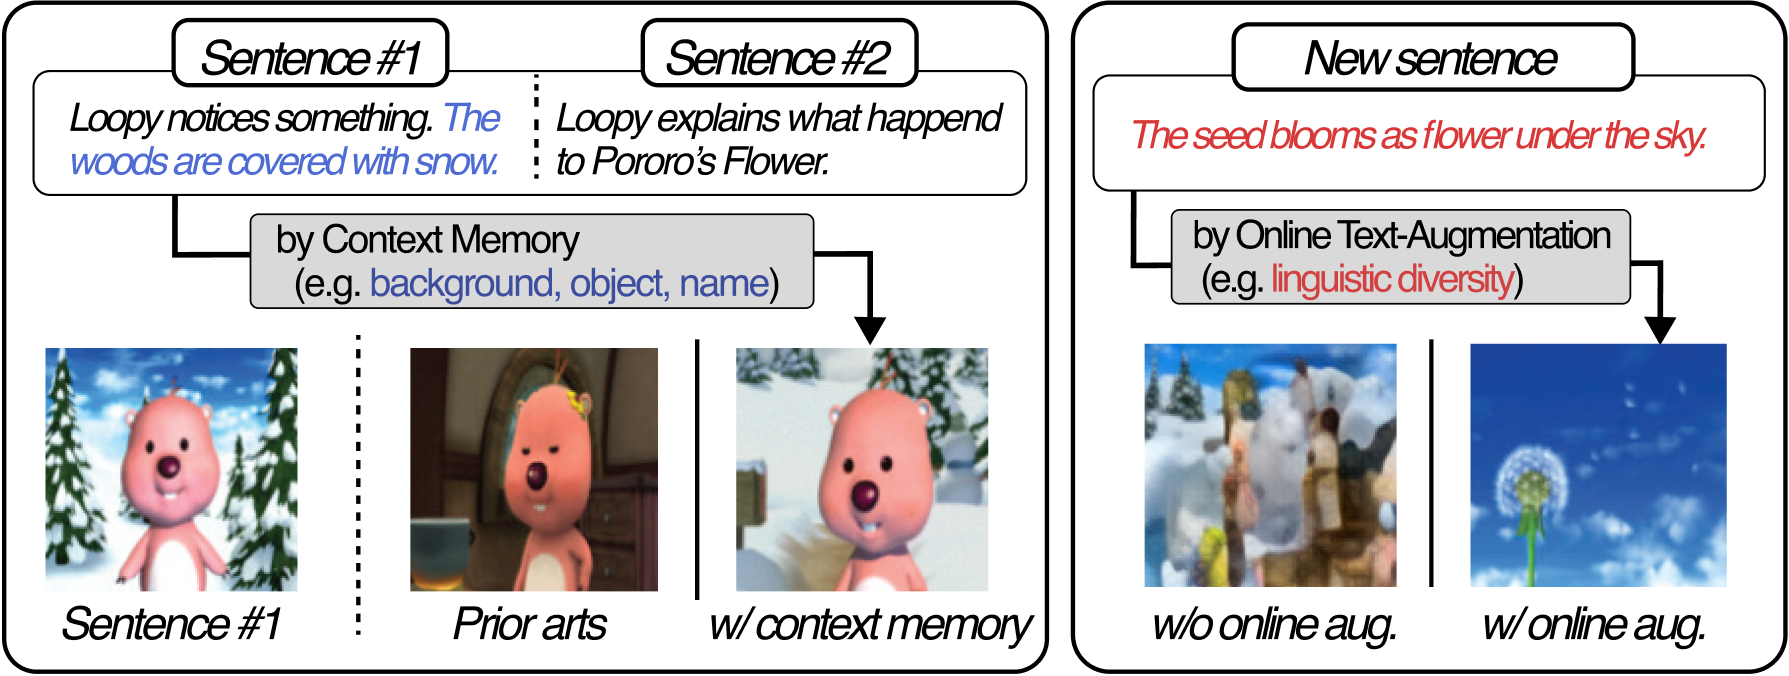 Sentence #1
Sentence #2
Loopy notices something. The
woods are covered with snow.
Loopy explains what happend
to Pororo's Flower.
by Context Memory
(e.g. background, object, name)
Sentence #1
Prior arts
w/ context memory
New sentence
The seed blooms as flower under the sky.
by Online Text-Augmentation
(e.g. linguistic diversity)
w/o online aug.
w/ online aug.